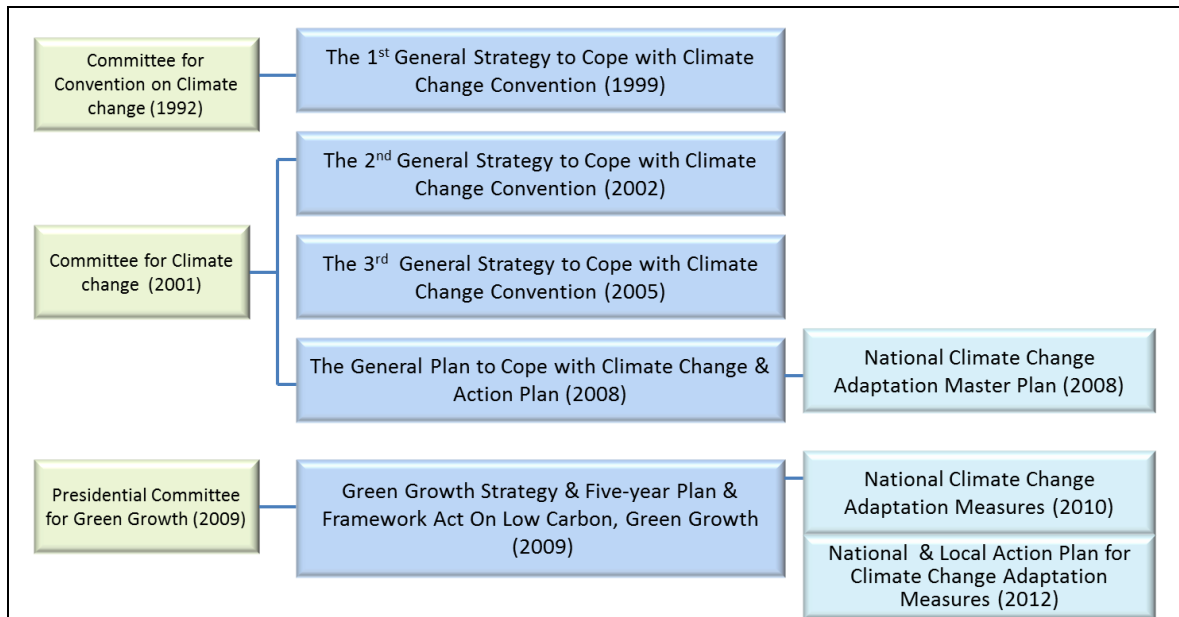 Committee for
Convention on Climate
change (1992)
The 1st General Strategy to Cope with Climate
Change Convention (1999)
The 2nd General Strategy to Cope with Climate
Change Convention (2002)
Committee for Climate
change (2001)
The 3rd General Strategy to Cope with Climate
Change Convention (2005)
The General Plan to Cope with Climate Change &
Action Plan (2008)
National Climate Change
Adaptation Master Plan (2008)
Presidential Committee
for Green Growth (2009)
Green Growth Strategy & Five-year Plan &
Framework Act On Low Carbon, Green Growth
(2009)
National Climate Change
Adaptation Measures (2010)
National & Local Action Plan for
Climate Change Adaptation
Measures (2012)